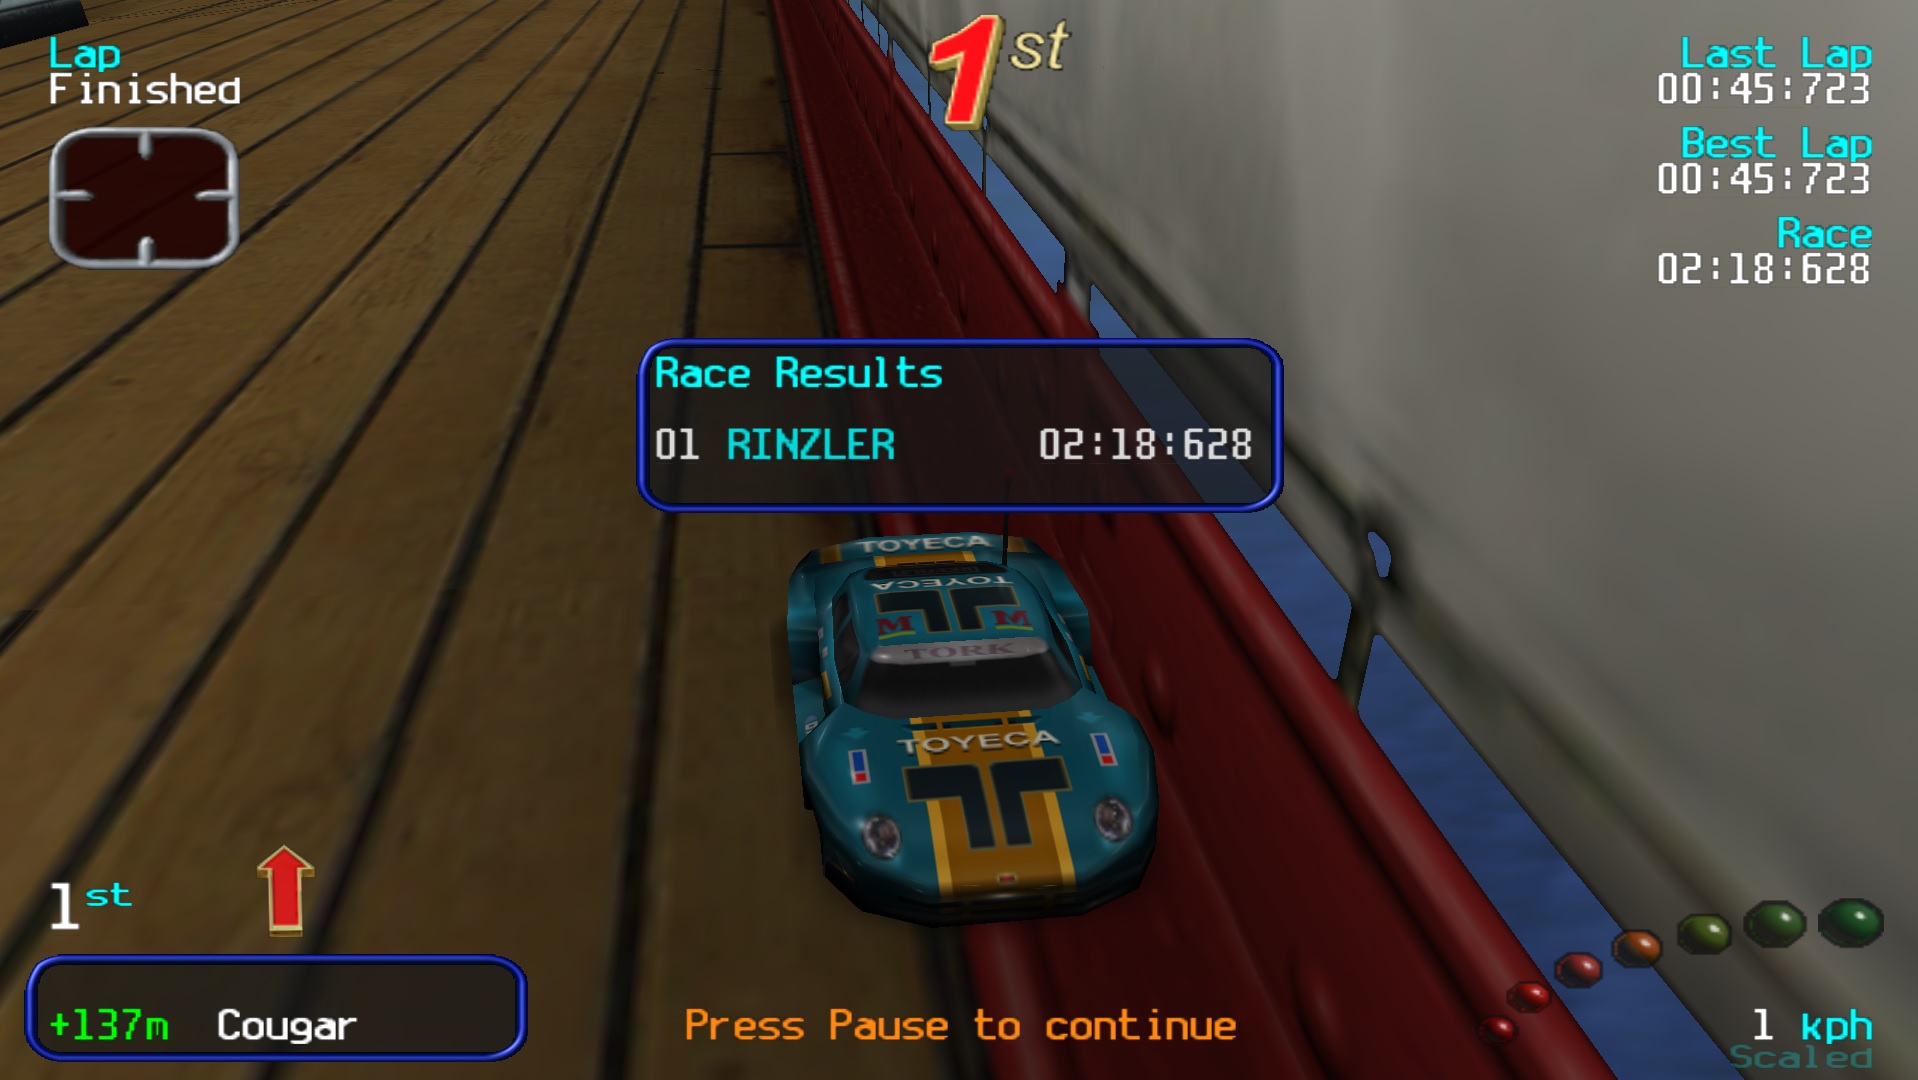 Lap
Finished
1st
Last Lap
00:45:723
Best Lap
00:45:723
Race
02:18:628
Race Results
01 RINZLER 02:18:628
TOYECA
TOYECA
M M
TORK
TOYECA
1st
+137m Cougar
Press Pause to continue
1 kph
Scaled